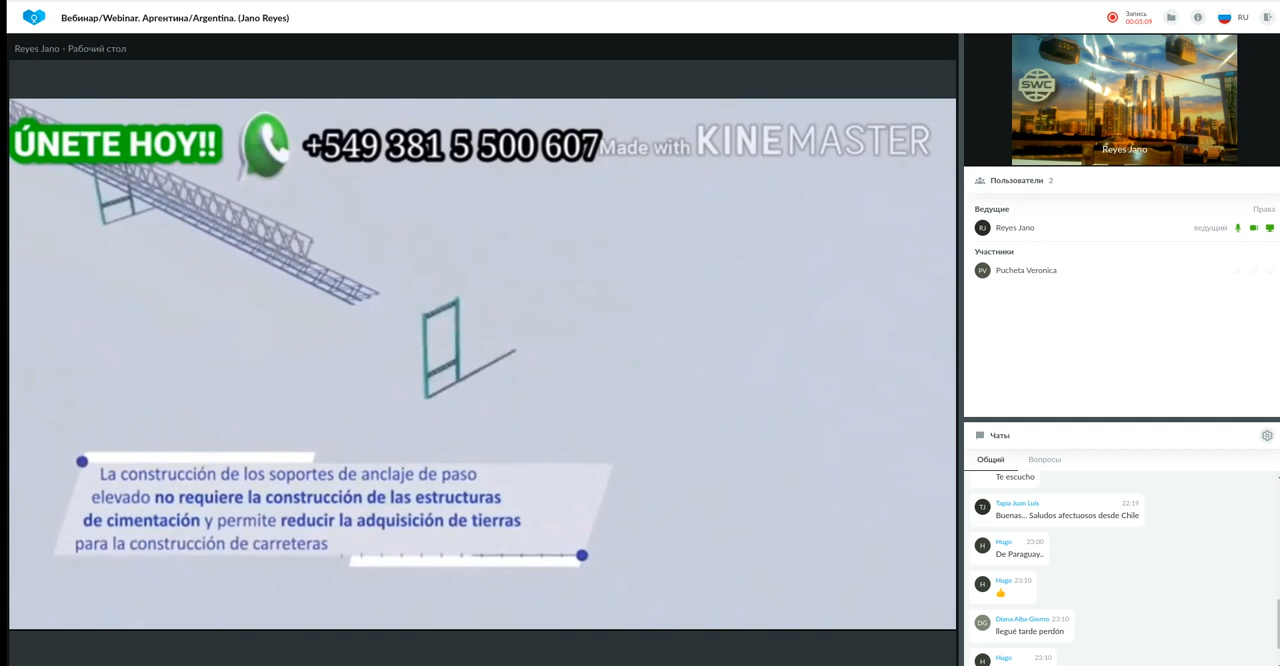 Вебинар/Webinar. Аргентина/Argentina. (Jano Reyes)
Запись
00:05:09
RU
Reyes Jano - Рабочий стол
ÚNETE HOY!!
+549 381 5 500 607
Made with KINEMASTER
La construcción de los soportes de anclaje de paso
elevado no requiere la construcción de las estructuras
de cimentación y permite reducir la adquisición de tierras
para la construcción de carreteras
SWC
Reyes Jano
Пользователи 2
Ведущие Права
RJ Reyes Jano ведущий
Участники
PV Pucheta Veronica
Чаты
Общий Вопросы
Te escucho
TJ Tapia Juan Luis 22:19
Buenas... Saludos afectuosos desde Chile
H Hugo 23:00
De Paraguay..
H Hugo 23:10
👍
DG Diana Alba Giorno 23:10
llegué tarde perdón
H Hugo 23:10